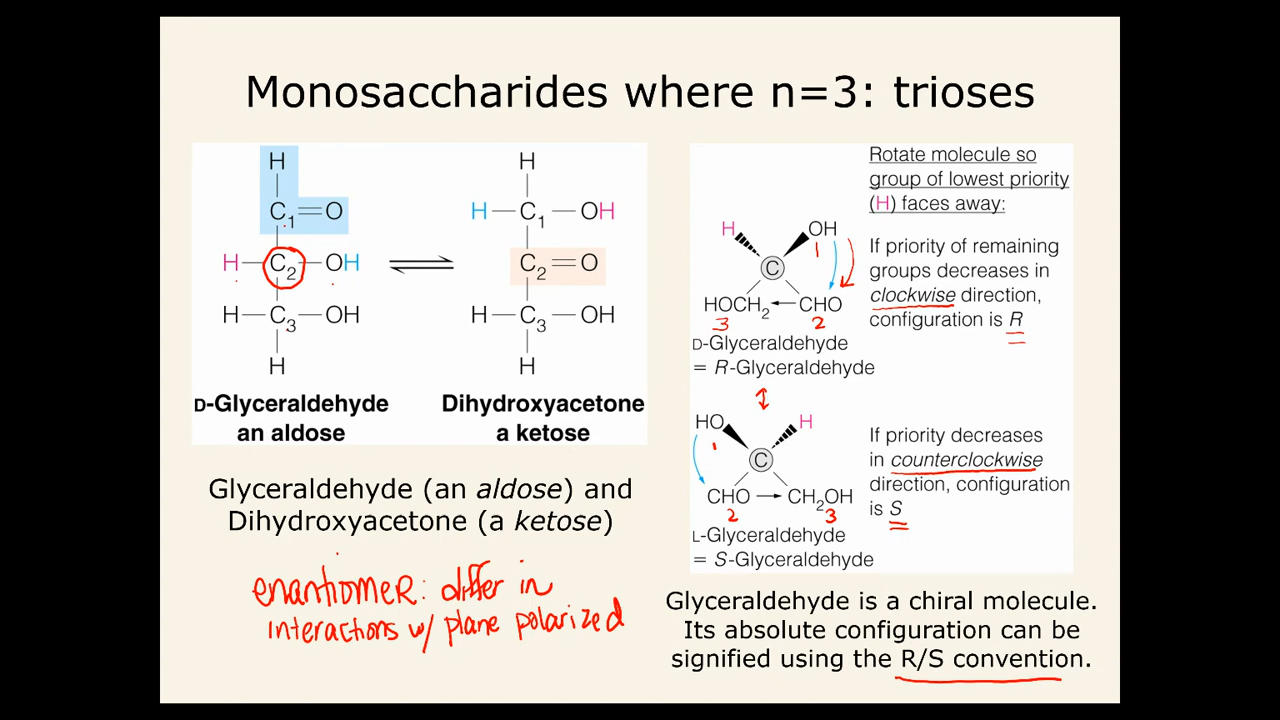 Monosaccharides where n=3: trioses
H
C1=O
H—C2—OH
H—C3—OH
H
D-Glyceraldehyde
an aldose
H
H—C1—OH
C2=O
H—C3—OH
H
Dihydroxyacetone
a ketose
Glyceraldehyde (an aldose) and
Dihydroxyacetone (a ketose)
enantiomeR: differ in
interactions w/ plane polarized
H OH
1
C
HOCH2 CHO
3 2
D-Glyceraldehyde
= R-Glyceraldehyde
HO H
1
C
CHO CH2OH
2 3
L-Glyceraldehyde
= S-Glyceraldehyde
Rotate molecule so
group of lowest priority
(H) faces away:
If priority of remaining
groups decreases in
clockwise direction,
configuration is R
If priority decreases
in counterclockwise
direction, configuration
is S
Glyceraldehyde is a chiral molecule.
Its absolute configuration can be
signified using the R/S convention.